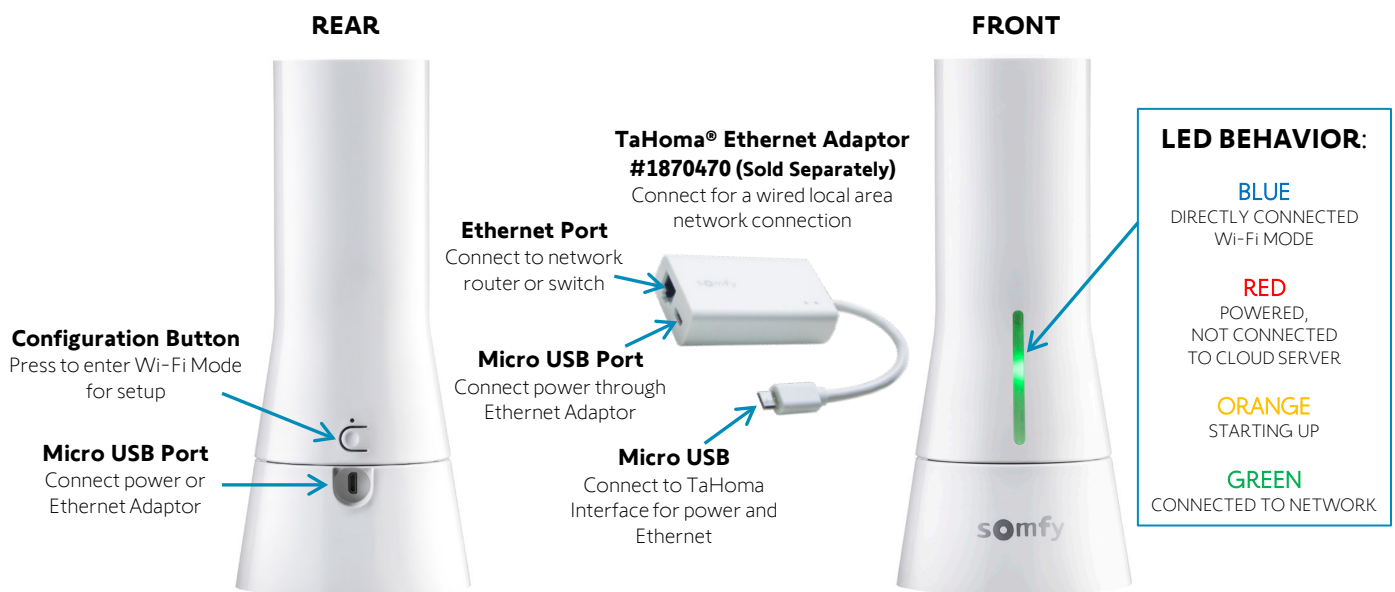 REAR
FRONT
TaHoma® Ethernet Adaptor
#1870470 (Sold Separately)
Connect for a wired local area
network connection
Ethernet Port
Connect to network
router or switch
somfy
Configuration Button
Press to enter Wi-Fi Mode
for setup
Micro USB Port
Connect power through
Ethernet Adaptor
Micro USB Port
Connect power or
Ethernet Adaptor
Micro USB
Connect to TaHoma
Interface for power and
Ethernet
somfy
LED BEHAVIOR:
BLUE
DIRECTLY CONNECTED
Wi-Fi MODE
RED
POWERED,
NOT CONNECTED
TO CLOUD SERVER
ORANGE
STARTING UP
GREEN
CONNECTED TO NETWORK